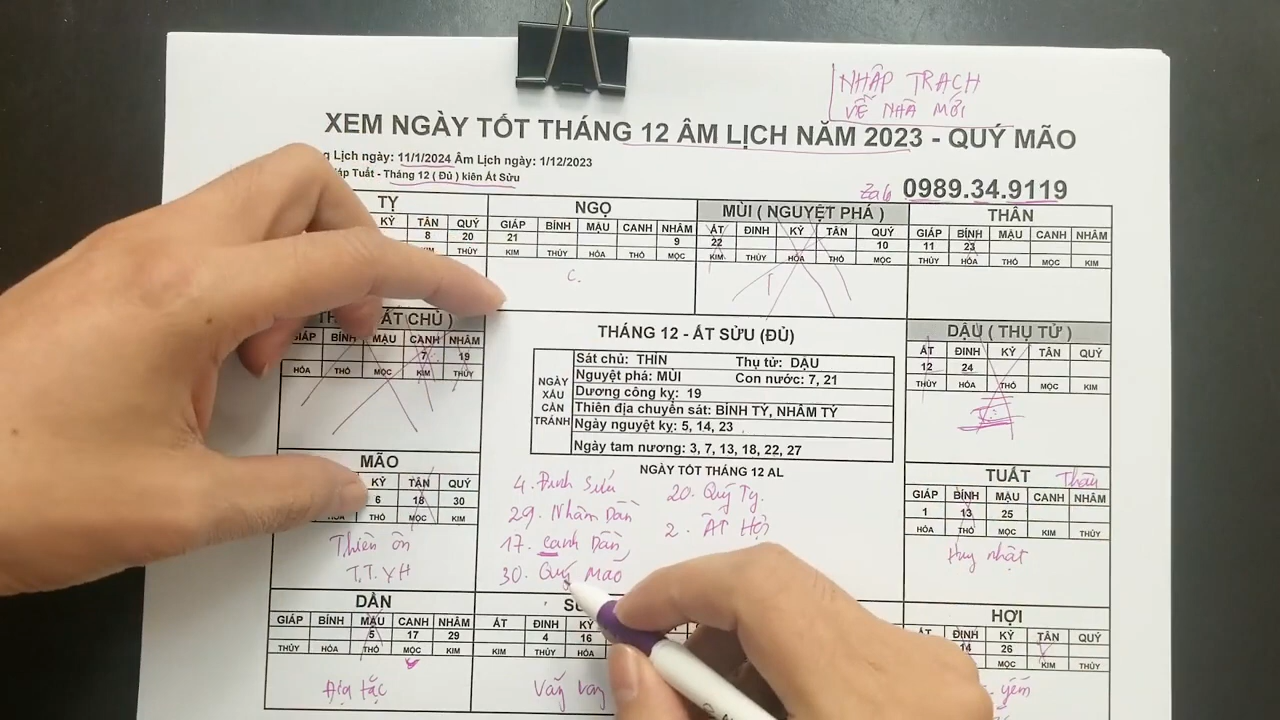 NHẬP TRẠCH
VỀ NHÀ MỚI
XEM NGÀY TỐT THÁNG 12 ÂM LỊCH NĂM 2023 - QUÝ MÃO
Lịch ngày: 11/1/2024 Âm Lịch ngày: 1/12/2023
Tuất - Tháng 12 ( Đủ ) kiên Ất Sửu
Zalo 0989.34.9119
TỴ
KỶ TÂN QUÝ
8 20
THỦY
NGỌ
GIÁP BÍNH MẬU CANH NHÂM
21 9
KIM THỦY HỎA THỔ MỘC
C.
MÙI ( NGUYỆT PHÁ )
ẤT ĐINH KỶ TÂN QUÝ
22 10
KIM THỦY HỎA THỔ MỘC
THÂN
GIÁP BÍNH MẬU CANH NHÂM
11 23
THỦY HỎA THỔ MỘC KIM
ÁT CHỦ )
GIÁP BÍNH MẬU CANH NHÂM
7 19
HỎA THỔ MỘC KIM THỦY
THÁNG 12 - ẤT SỬU (ĐỦ)
NGÀY XẤU CẦN TRÁNH
Sát chủ: THÌN Thụ tử: DẬU
Nguyệt phá: MÙI Con nước: 7, 21
Dương công kỵ: 19
Thiên địa chuyển sát: BÍNH TÝ, NHÂM TÝ
Ngày nguyệt kỵ: 5, 14, 23
Ngày tam nương: 3, 7, 13, 18, 22, 27
DẬU ( THỤ TỬ )
ẤT ĐINH KỶ TÂN QUÝ
12 24
THỦY HỎA THỔ MỘC KIM
MÃO
KỶ TÂN QUÝ
6 18 30
THỔ MỘC KIM
Thiên ôn
T.T.YH
NGÀY TỐT THÁNG 12 AL
4. Đinh Sửu
29. Nhâm Dần
17. Canh Dần
30. Quý Mão
20. Quý Tỵ.
2. Ất Hợi
TUẤT
GIÁP BÍNH MẬU CANH NHÂM
1 13 25
HỎA THỔ MỘC KIM THỦY
Huy nhật
DẦN
GIÁP BÍNH MẬU CANH NHÂM
5 17 29
THỦY HỎA THỔ MỘC KIM
Địa tặc
ẤT ĐINH KỶ
4 16
KIM THỦY HỎA
HỢI
ẤT ĐINH KỶ TÂN QUÝ
14 26
MỘC KIM THỦY